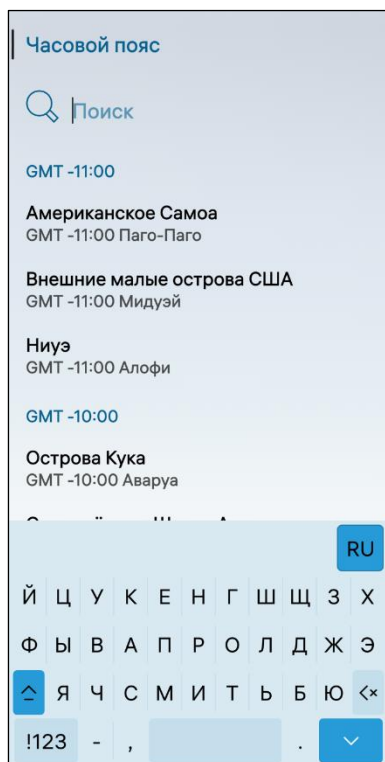 Часовой пояс
Поиск
GMT -11:00
Американское Самоа
GMT -11:00 Паго-Паго
Внешние малые острова США
GMT -11:00 Мидуэй
Ниуэ
GMT -11:00 Алофи
GMT -10:00
Острова Кука
GMT -10:00 Аваруа
RU
Й Ц У К Е Н Г Ш Щ З Х
Ф Ы В А П Р О Л Д Ж Э
Я Ч С М И Т Ь Б Ю
!123 - , .